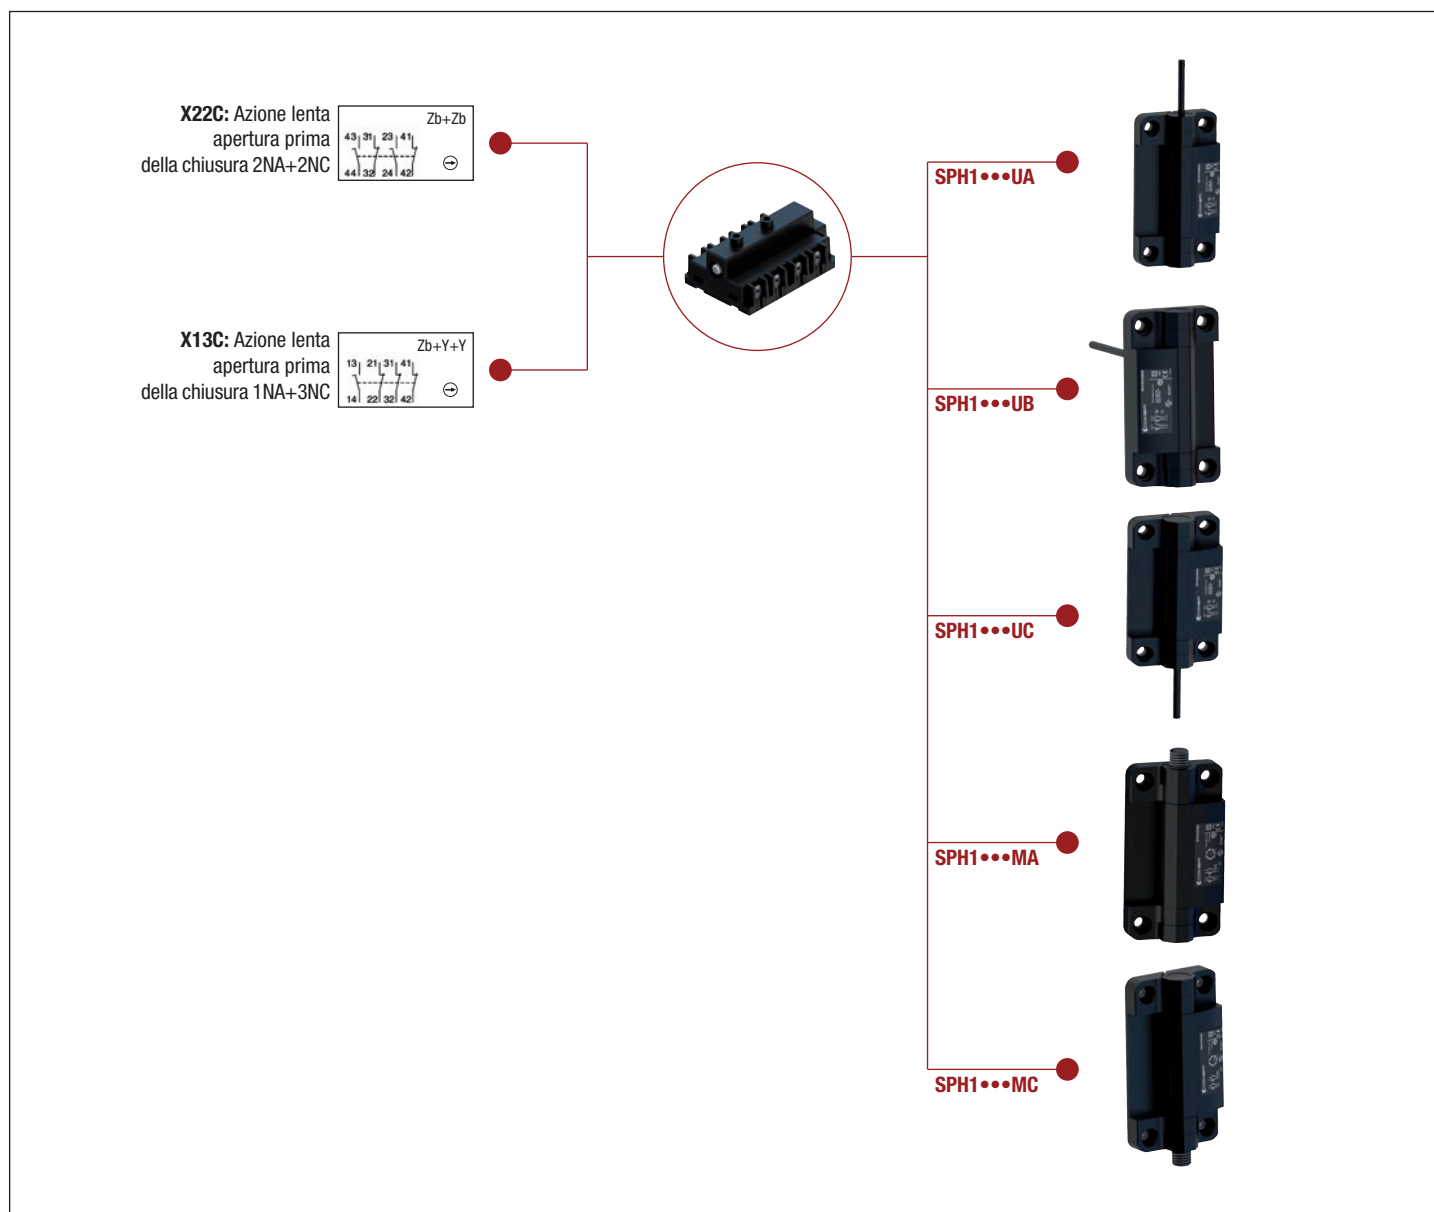 X22C: Azione lenta
apertura prima
della chiusura 2NA+2NC
Zb+Zb
43 31 23 41
44 32 24 42
X13C: Azione lenta
apertura prima
della chiusura 1NA+3NC
Zb+Y+Y
13 21 31 41
14 22 32 42
SPH1•••UA
SPH1•••UB
SPH1•••UC
SPH1•••MA
SPH1•••MC